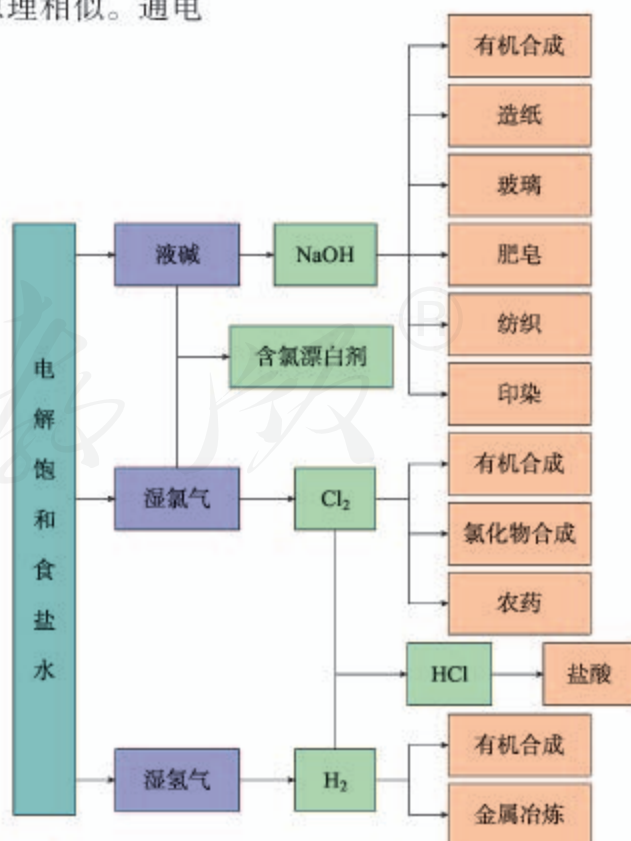 理相似。通电
有机合成
造纸
玻璃
液碱
NaOH
肥皂
含氯漂白剂
纺织
印染
电解饱和食盐水
湿氯气
Cl₂
有机合成
氯化物合成
农药
HCl
盐酸
湿氢气
H₂
有机合成
金属冶炼